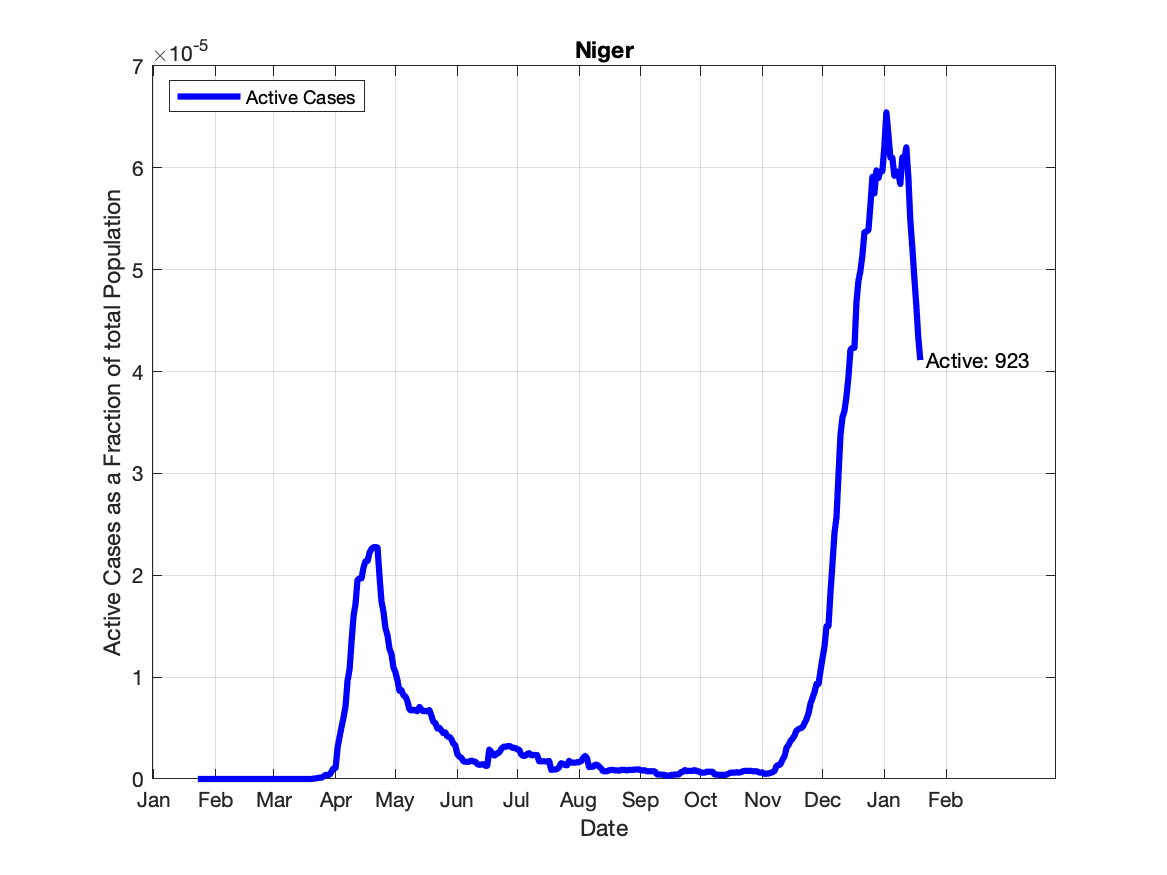 Niger
×10-5
7
6
5
4
3
2
1
0
Active Cases
Active: 923
Active Cases as a Fraction of total Population
Jan Feb Mar Apr May Jun Jul Aug Sep Oct Nov Dec Jan Feb
Date